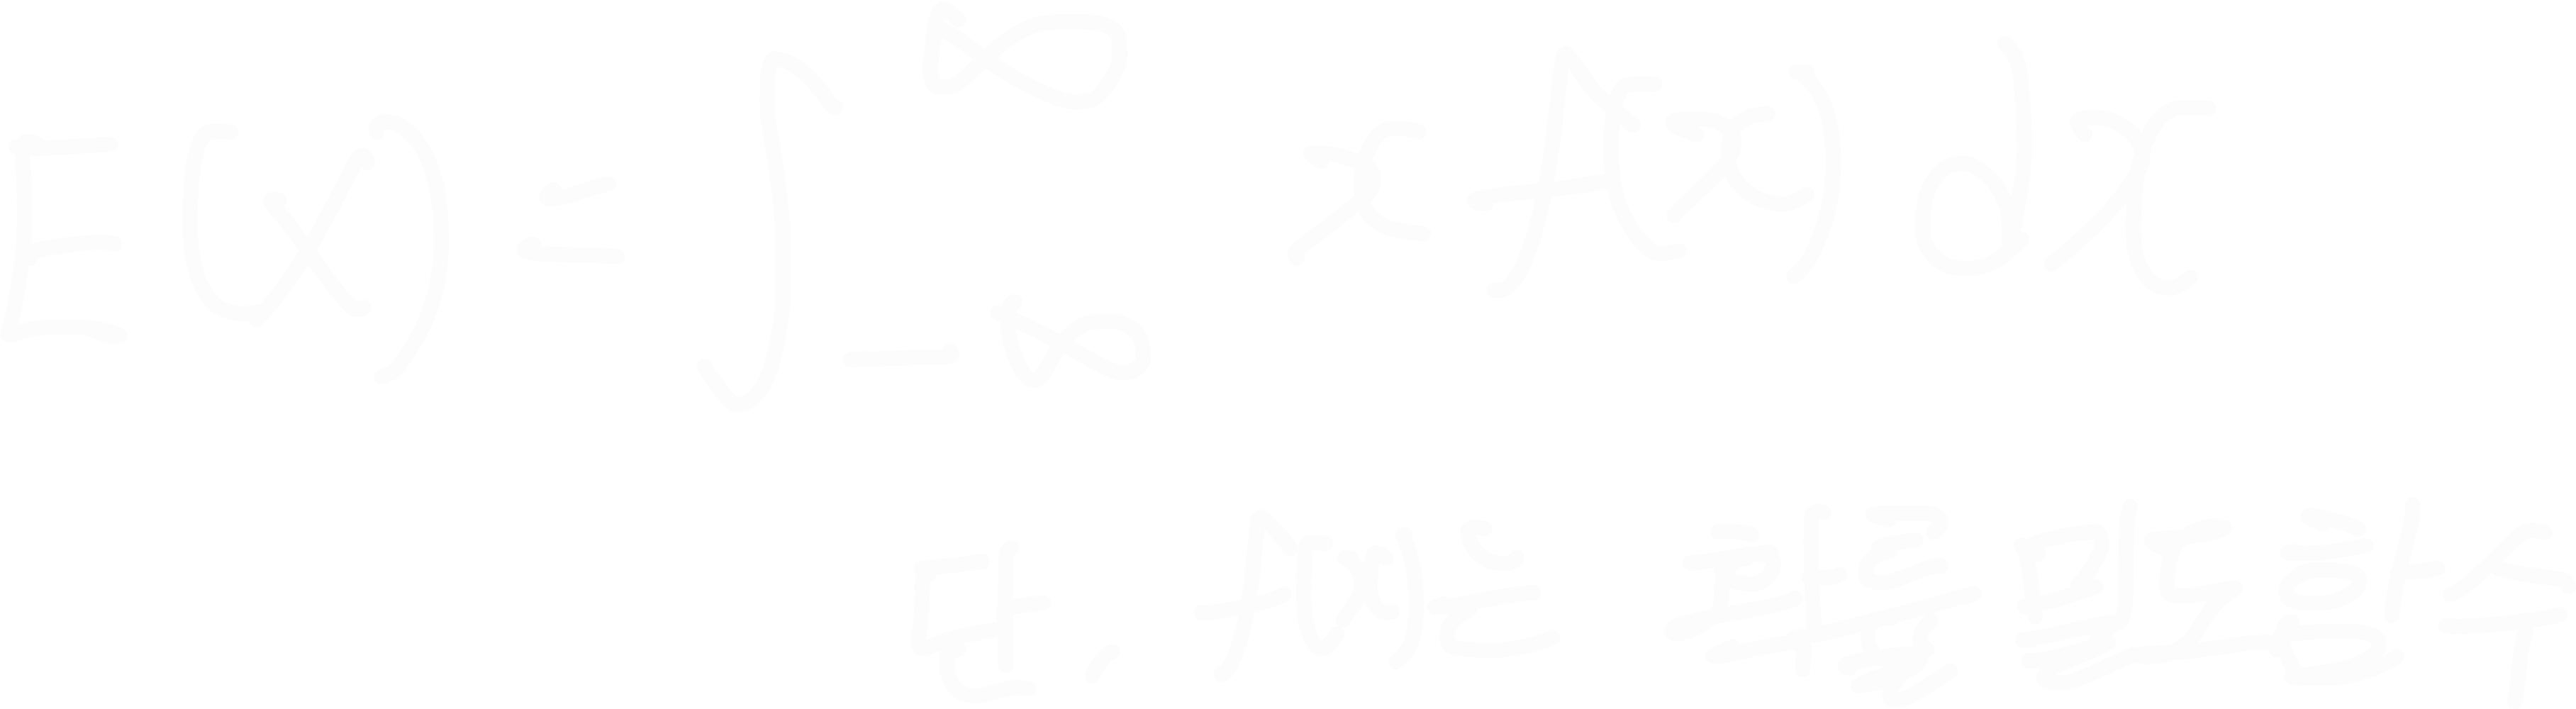 E(x) = ∫_{-∞}^{∞} x f(x) dx
단, f(x)는 확률밀도함수